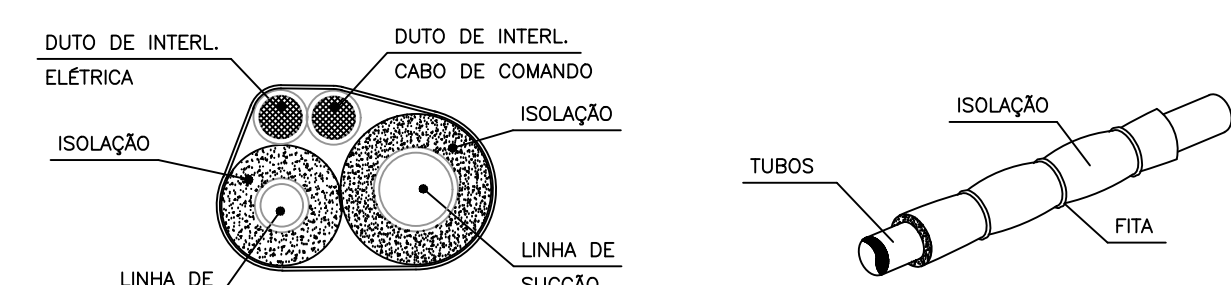 DUTO DE INTERL.
ELÉTRICA
DUTO DE INTERL.
CABO DE COMANDO
ISOLAÇÃO
ISOLAÇÃO
LINHA DE
LINHA DE
SUCÇÃO
ISOLAÇÃO
TUBOS
FITA